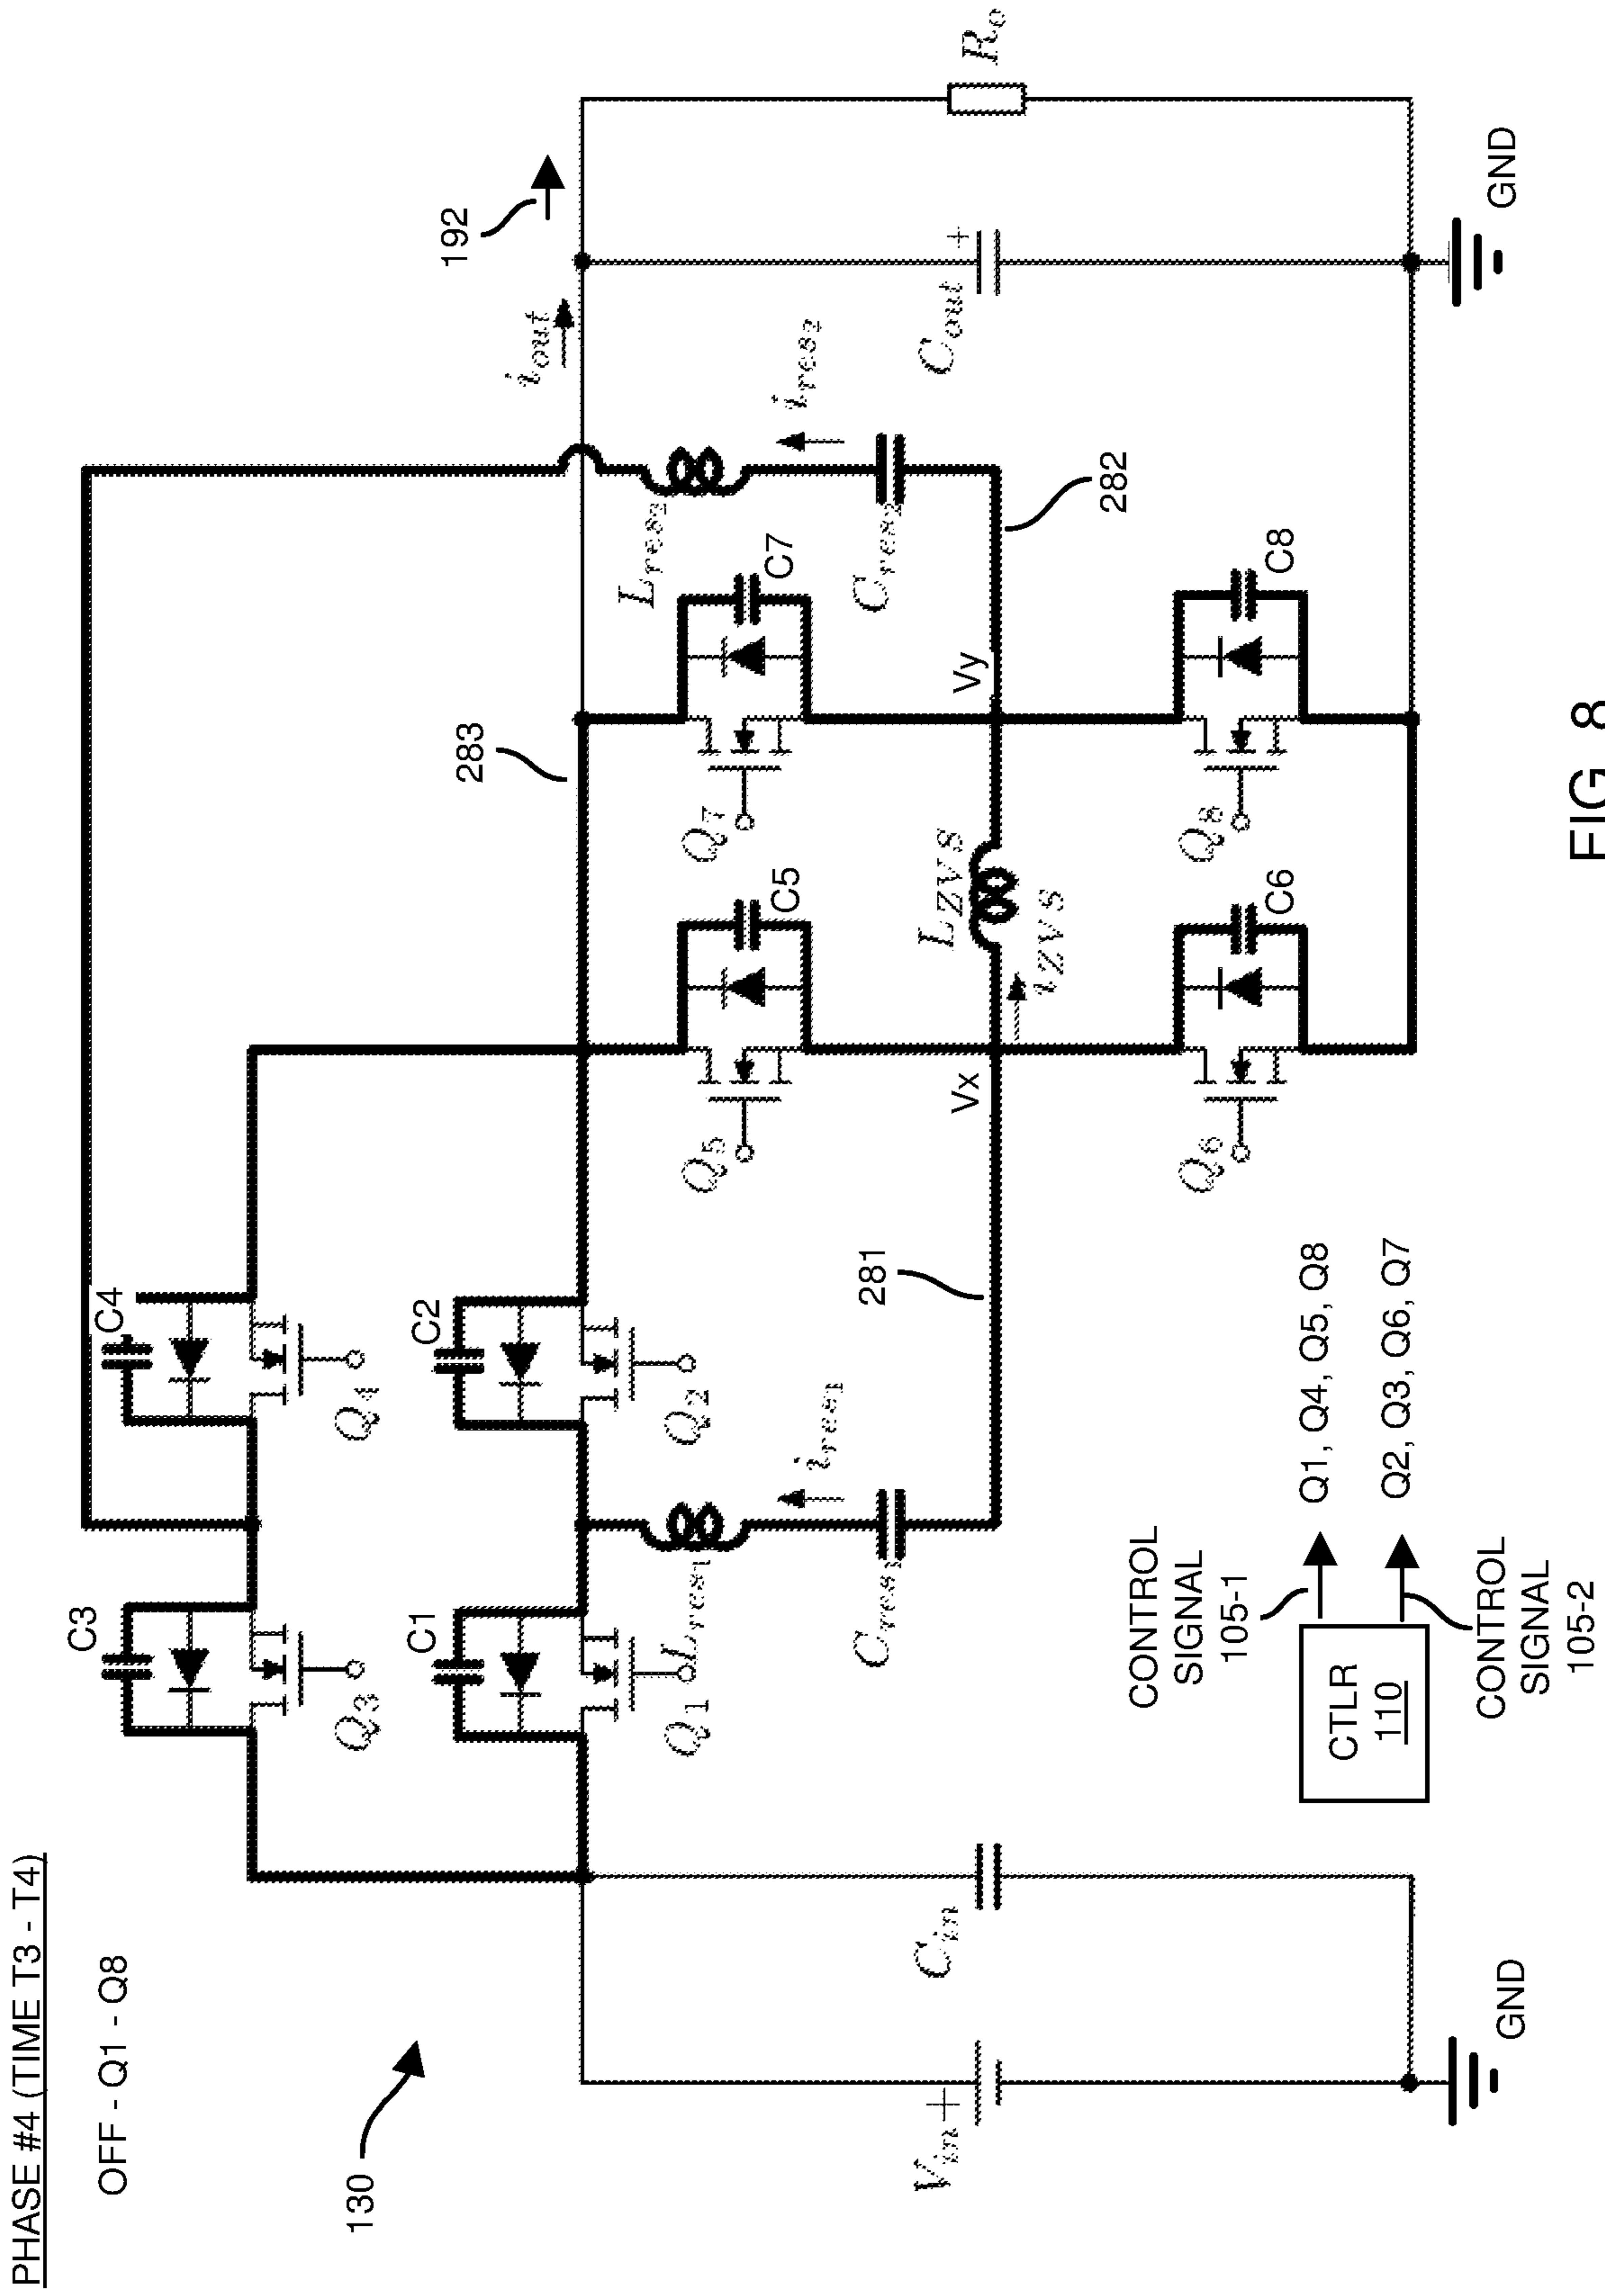 PHASE #4 (TIME T3 - T4)
OFF - Q1 - Q8
130
C3
C4
Q3
Q4
C1
C2
Q1
Q2
283
192
iout
Lres1
Lres2
ires1
ires2
Cres1
Cres2
Q5
C5
Q7
C7
281
282
Vx
Vy
LZVS
iZVS
Vin
+
Cin
Cout
+
Ro
Q6
C6
Q8
C8
CONTROL
SIGNAL
105-1
CTLR
110
Q1, Q4, Q5, Q8
Q2, Q3, Q6, Q7
CONTROL
SIGNAL
105-2
GND
GND
FIG. 8